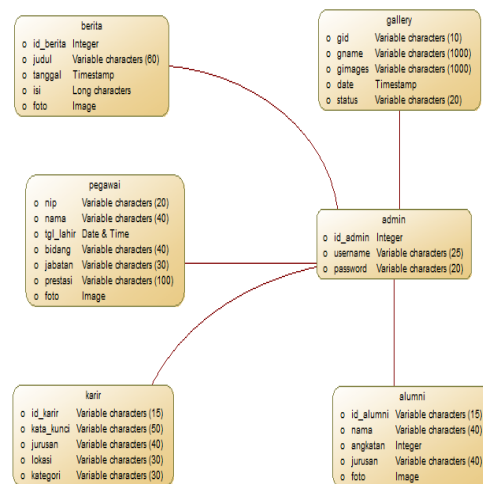 berita
o id_berita Integer
o judul Variable characters (60)
o tanggal Timestamp
o isi Long characters
o foto Image
gallery
o gid Variable characters (10)
o gname Variable characters (1000)
o gimages Variable characters (1000)
o date Timestamp
o status Variable characters (20)
pegawai
o nip Variable characters (20)
o nama Variable characters (40)
o tgl_lahir Date & Time
o bidang Variable characters (40)
o jabatan Variable characters (30)
o prestasi Variable characters (100)
o foto Image
admin
o id_admin Integer
o username Variable characters (25)
o password Variable characters (20)
karir
o id_karir Variable characters (15)
o kata_kunci Variable characters (50)
o jurusan Variable characters (40)
o lokasi Variable characters (30)
o kategori Variable characters (30)
alumni
o id_alumni Variable characters (15)
o nama Variable characters (40)
o angkatan Integer
o jurusan Variable characters (40)
o foto Image